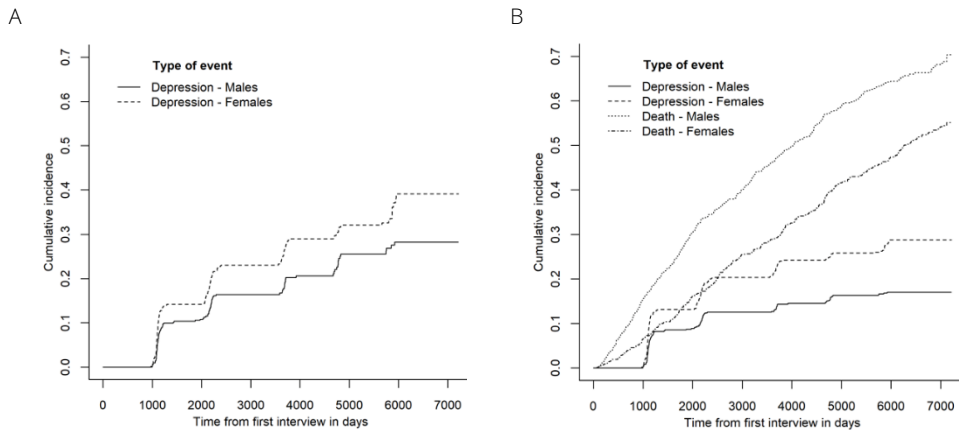 A
B
Cumulative incidence
0.7
0.6
0.5
0.4
0.3
0.2
0.1
0.0
Type of event
Depression - Males
Depression - Females
0 1000 2000 3000 4000 5000 6000 7000
Time from first interview in days
Cumulative incidence
0.7
0.6
0.5
0.4
0.3
0.2
0.1
0.0
Type of event
Depression - Males
Depression - Females
Death - Males
Death - Females
0 1000 2000 3000 4000 5000 6000 7000
Time from first interview in days